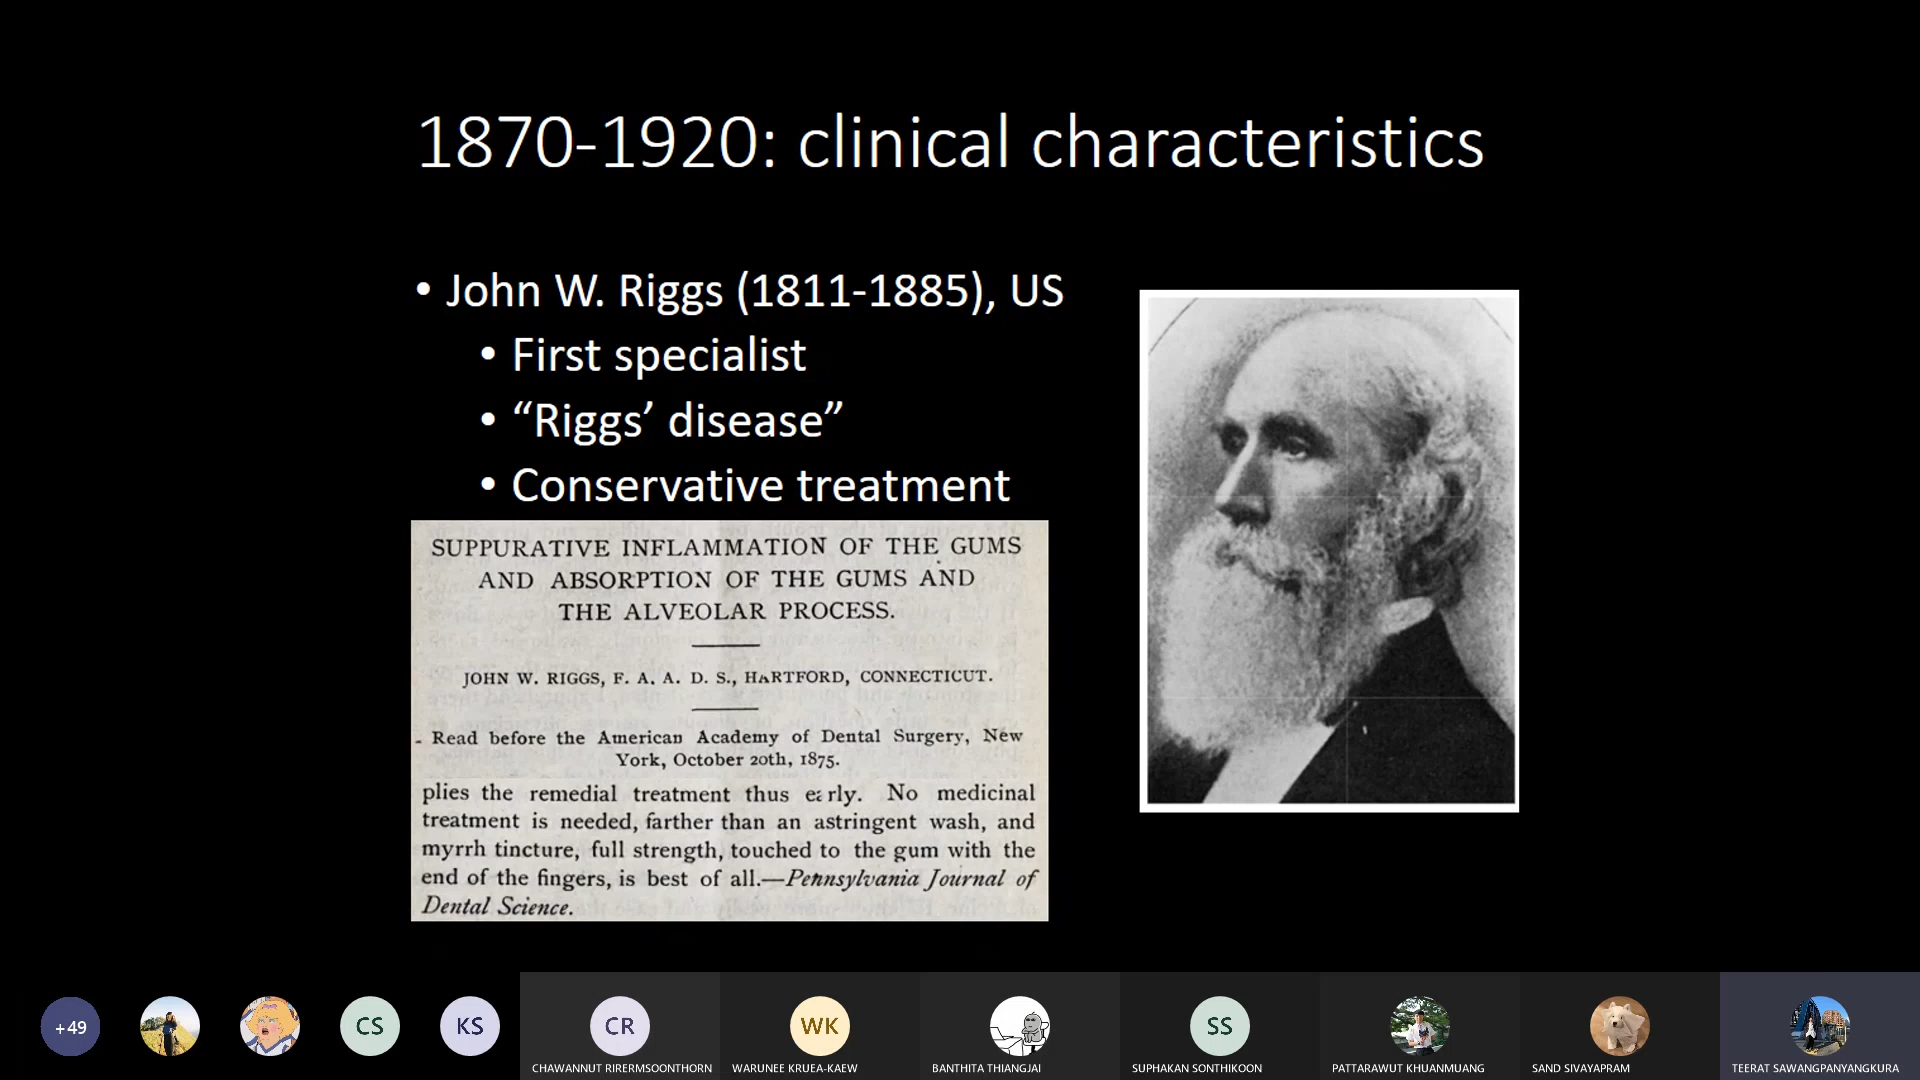 1870-1920: clinical characteristics
• John W. Riggs (1811-1885), US
• First specialist
• “Riggs’ disease”
• Conservative treatment
SUPPURATIVE INFLAMMATION OF THE GUMS
AND ABSORPTION OF THE GUMS AND
THE ALVEOLAR PROCESS.
JOHN W. RIGGS, F. A. A. D. S., HARTFORD, CONNECTICUT.
Read before the American Academy of Dental Surgery, New
York, October 20th, 1875.
plies the remedial treatment thus early. No medicinal
treatment is needed, farther than an astringent wash, and
myrrh tincture, full strength, touched to the gum with the
end of the fingers, is best of all.—Pennsylvania Journal of
Dental Science.
+49
CS
KS
CR
WK
SS
CHAWANNUT RIRERMSOONTHORN
WARUNEE KRUEA-KAEW
BANTHITA THIANGJAI
SUPHAKAN SONTHIKOON
PATTARAWUT KHUANMUANG
SAND SIVAYAPRAM
TEERAT SAWANGPANYANGKURA